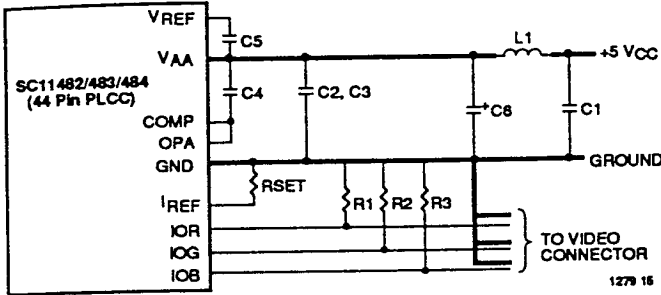 VREF
C5
L1
VAA
+5 VCC
SC11482/483/484
(44 Pin PLCC)
C4
C2, C3
+C6
C1
COMP
OPA
GND
GROUND
RSET
R1
R2
R3
IREF
IOR
IOG
IOB
TO VIDEO
CONNECTOR
1279 15